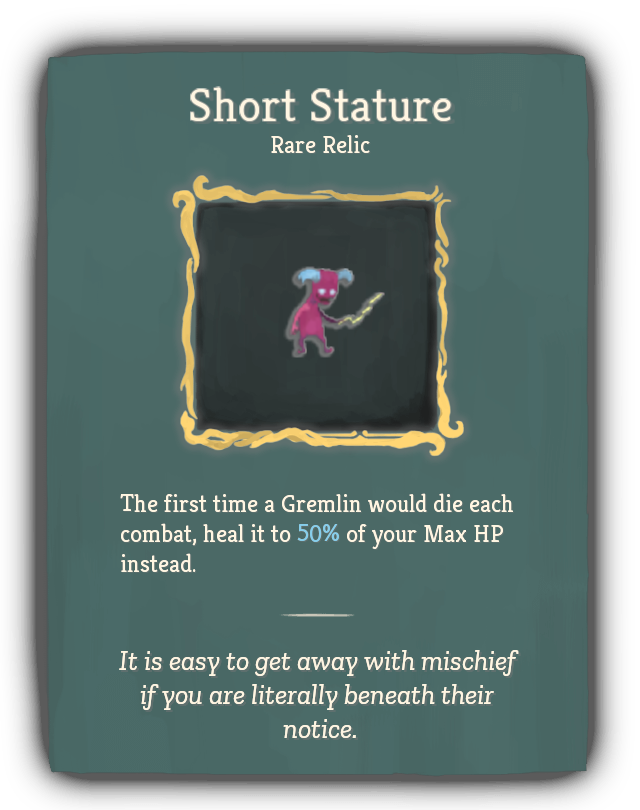 Short Stature
Rare Relic
The first time a Gremlin would die each
combat, heal it to 50% of your Max HP
instead.
It is easy to get away with mischief
if you are literally beneath their
notice.